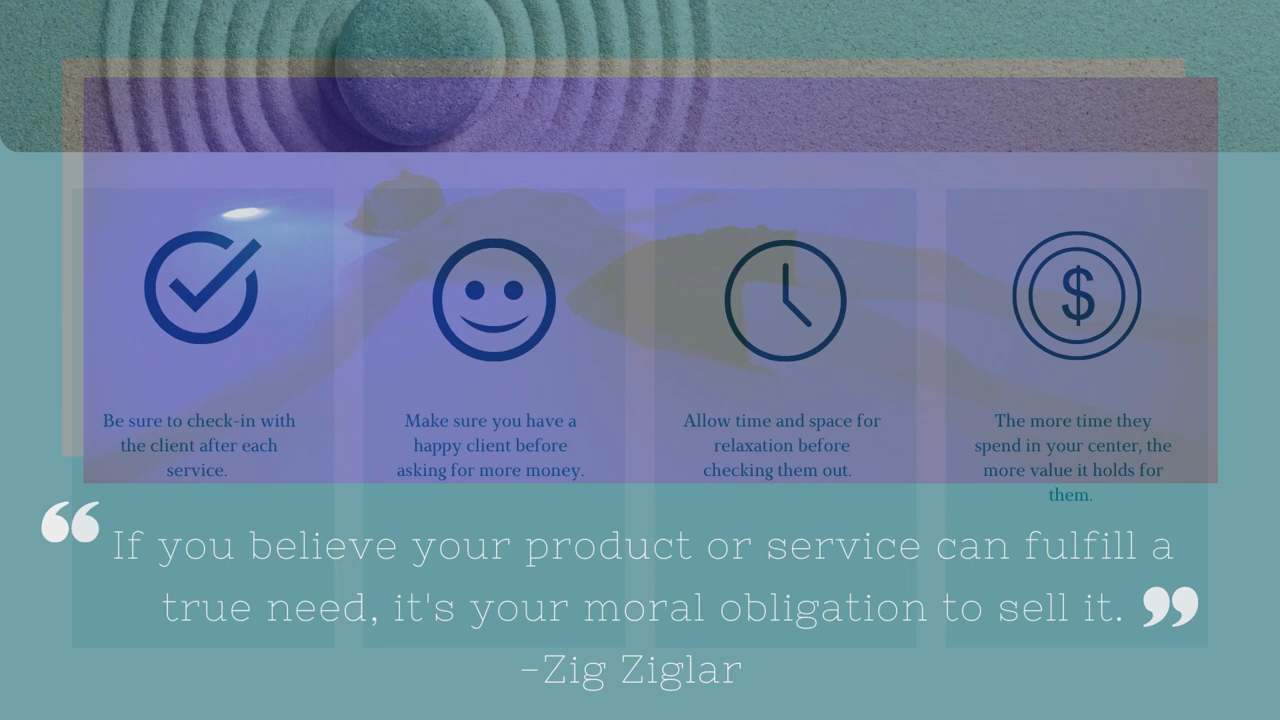 Be sure to check-in with
the client after each
service.
Make sure you have a
happy client before
asking for more money.
Allow time and space for
relaxation before
checking them out.
$
The more time they
spend in your center, the
more value it holds for
them.
“If you believe your product or service can fulfill a
true need, it's your moral obligation to sell it.”
-Zig Ziglar